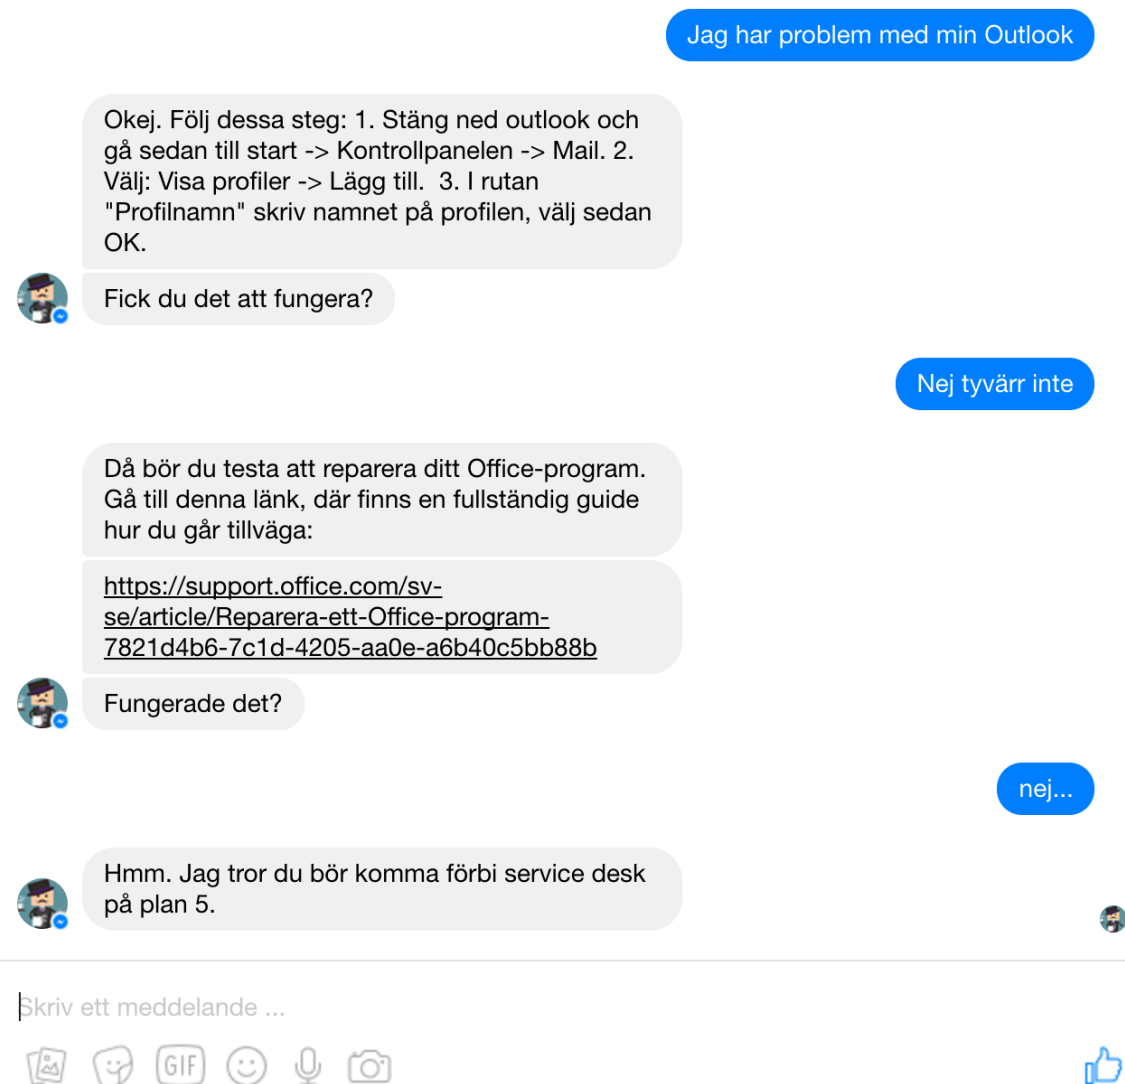 Jag har problem med min Outlook
Okej. Följ dessa steg: 1. Stäng ned outlook och
gå sedan till start -> Kontrollpanelen -> Mail. 2.
Välj: Visa profiler -> Lägg till.  3. I rutan
"Profilnamn" skriv namnet på profilen, välj sedan
OK.
Fick du det att fungera?
Nej tyvärr inte
Då bör du testa att reparera ditt Office-program.
Gå till denna länk, där finns en fullständig guide
hur du går tillväga:
https://support.office.com/sv-
se/article/Reparera-ett-Office-program-
7821d4b6-7c1d-4205-aa0e-a6b40c5bb88b
Fungerade det?
nej...
Hmm. Jag tror du bör komma förbi service desk
på plan 5.
Skriv ett meddelande ...
GIF